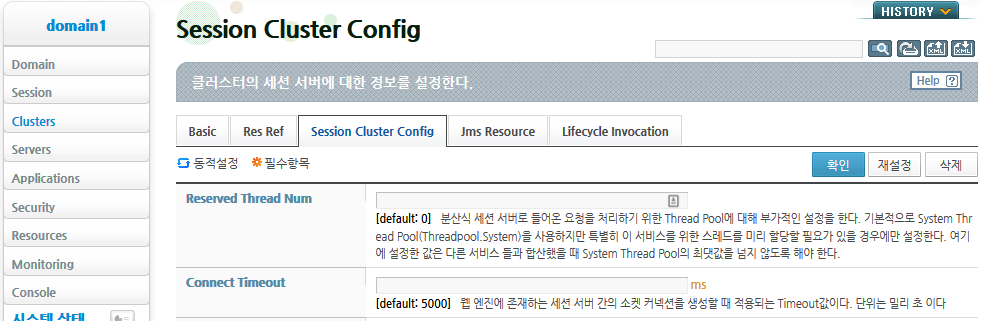 domain1
Domain
Session
Clusters
Servers
Applications
Security
Resources
Monitoring
Console
시스템 상태
HISTORY
Session Cluster Config
XML
XML
클러스터의 세션 서버에 대한 정보를 설정한다.
Help ?
Basic
Res Ref
Session Cluster Config
Jms Resource
Lifecycle Invocation
동적설정
필수항목
확인
재설정
삭제
Reserved Thread Num
[default: 0] 분산식 세션 서버로 들어온 요청을 처리하기 위한 Thread Pool에 대해 부가적인 설정을 한다. 기본적으로 System Thr
ead Pool(Threadpool.System)을 사용하지만 특별히 이 서비스를 위한 스레드를 미리 할당할 필요가 있을 경우에만 설정한다. 여기
에 설정한 값은 다른 서비스 들과 합산했을 때 System Thread Pool의 최댓값을 넘지 않도록 해야 한다.
Connect Timeout
ms
[default: 5000] 웹 엔진에 존재하는 세션 서버 간의 소켓 커넥션을 생성할 때 적용되는 Timeout값이다. 단위는 밀리 초 이다